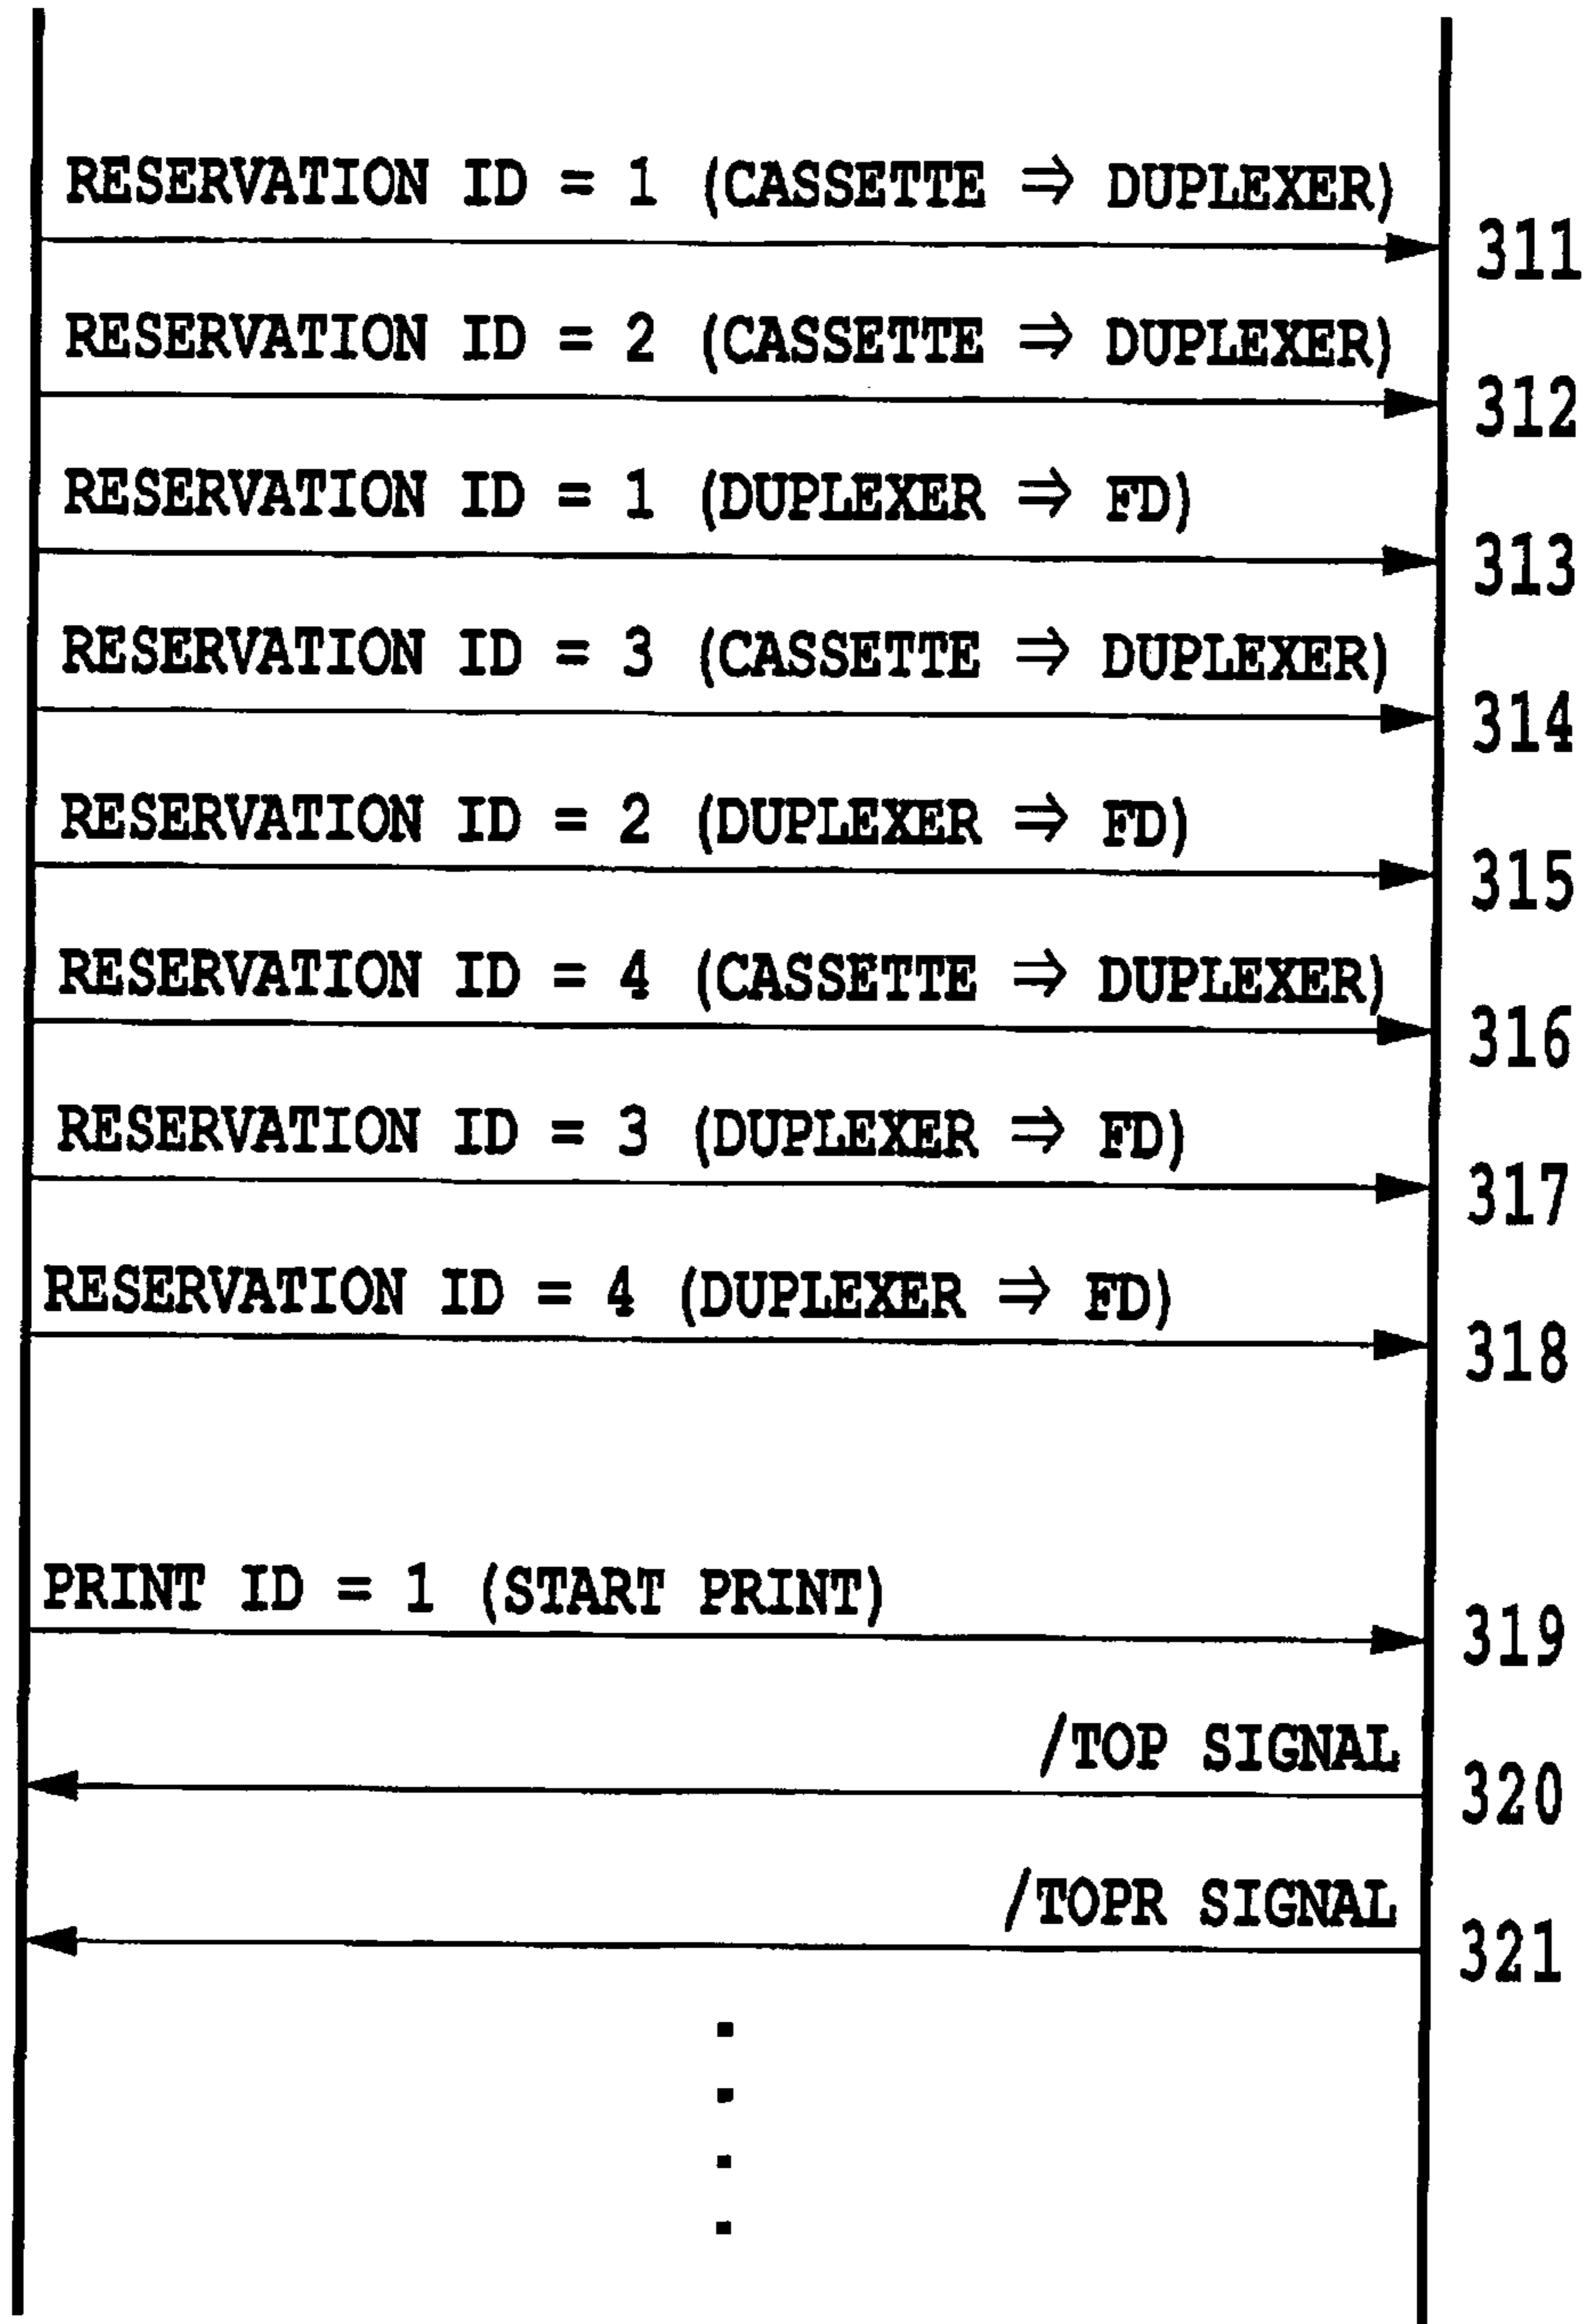 RESERVATION ID = 1 (CASSETTE ⇒ DUPLEXER)
311
RESERVATION ID = 2 (CASSETTE ⇒ DUPLEXER)
312
RESERVATION ID = 1 (DUPLEXER ⇒ FD)
313
RESERVATION ID = 3 (CASSETTE ⇒ DUPLEXER)
314
RESERVATION ID = 2 (DUPLEXER ⇒ FD)
315
RESERVATION ID = 4 (CASSETTE ⇒ DUPLEXER)
316
RESERVATION ID = 3 (DUPLEXER ⇒ FD)
317
RESERVATION ID = 4 (DUPLEXER ⇒ FD)
318
PRINT ID = 1 (START PRINT)
319
/TOP SIGNAL
320
/TOPR SIGNAL
321